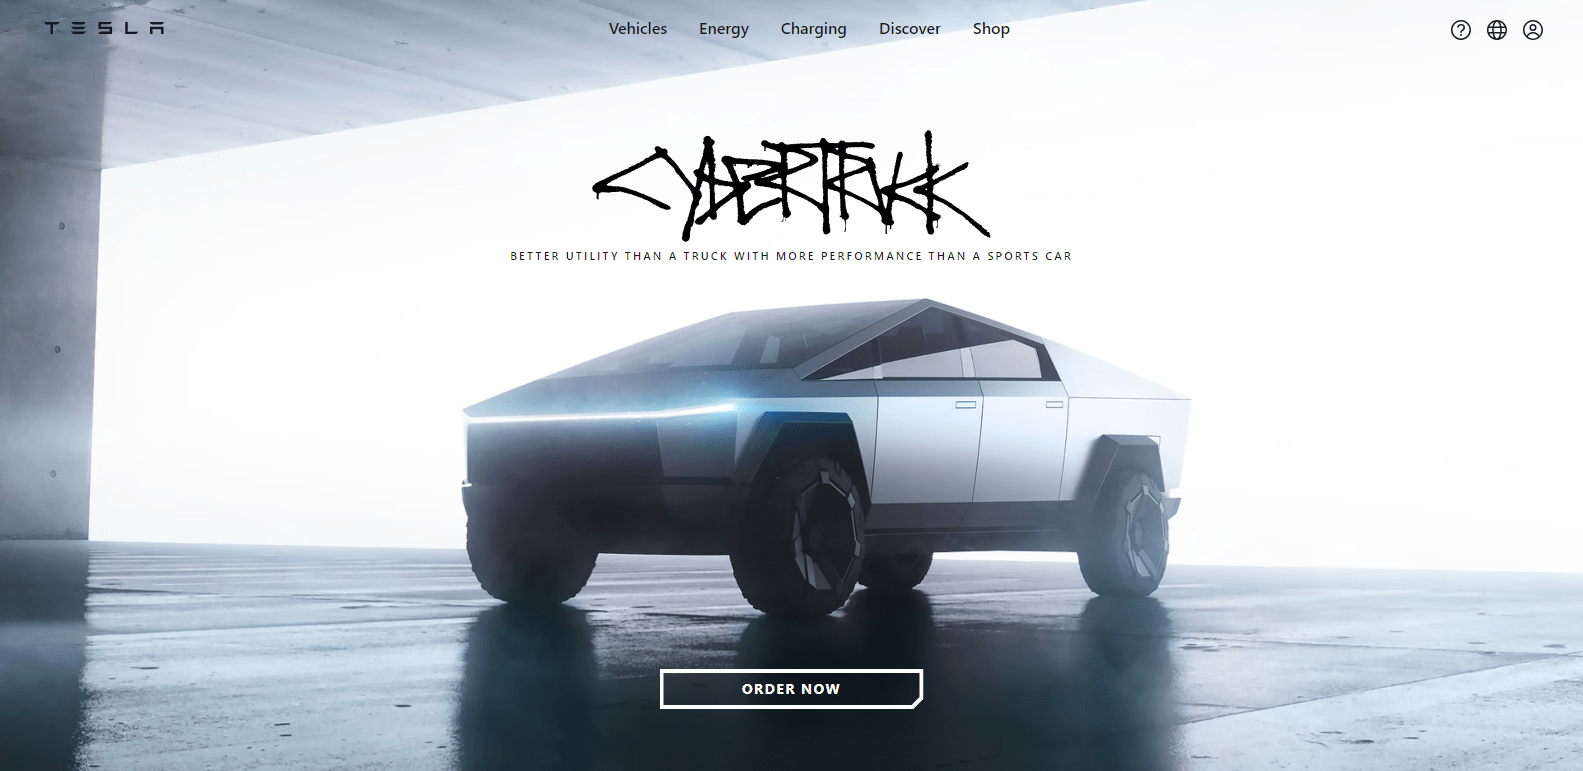 TESLA
Vehicles Energy Charging Discover Shop
CYBERTRUCK
BETTER UTILITY THAN A TRUCK WITH MORE PERFORMANCE THAN A SPORTS CAR
ORDER NOW